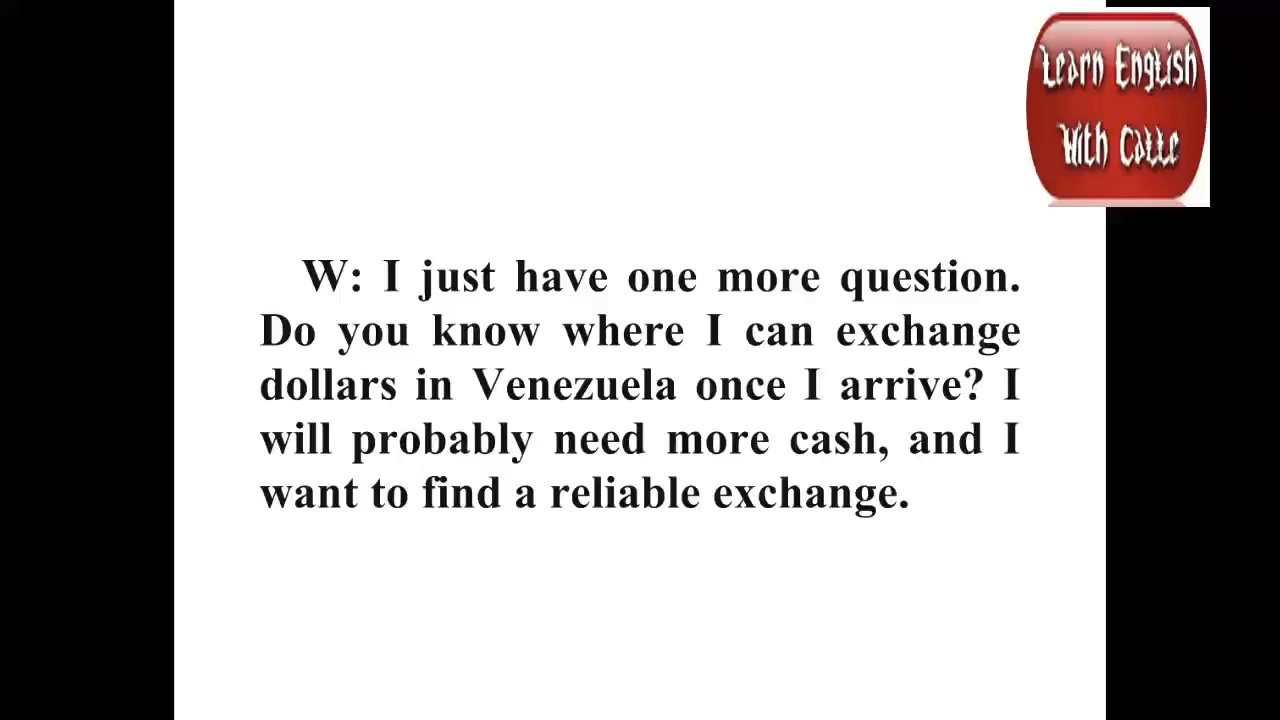 Learn English
With Catte
W: I just have one more question.
Do you know where I can exchange
dollars in Venezuela once I arrive? I
will probably need more cash, and I
want to find a reliable exchange.